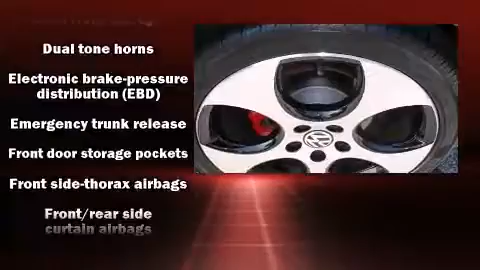 Dual tone horns
Electronic brake-pressure
distribution (EBD)
Emergency trunk release
Front door storage pockets
Front side-thorax airbags
Front/rear side
curtain airbags